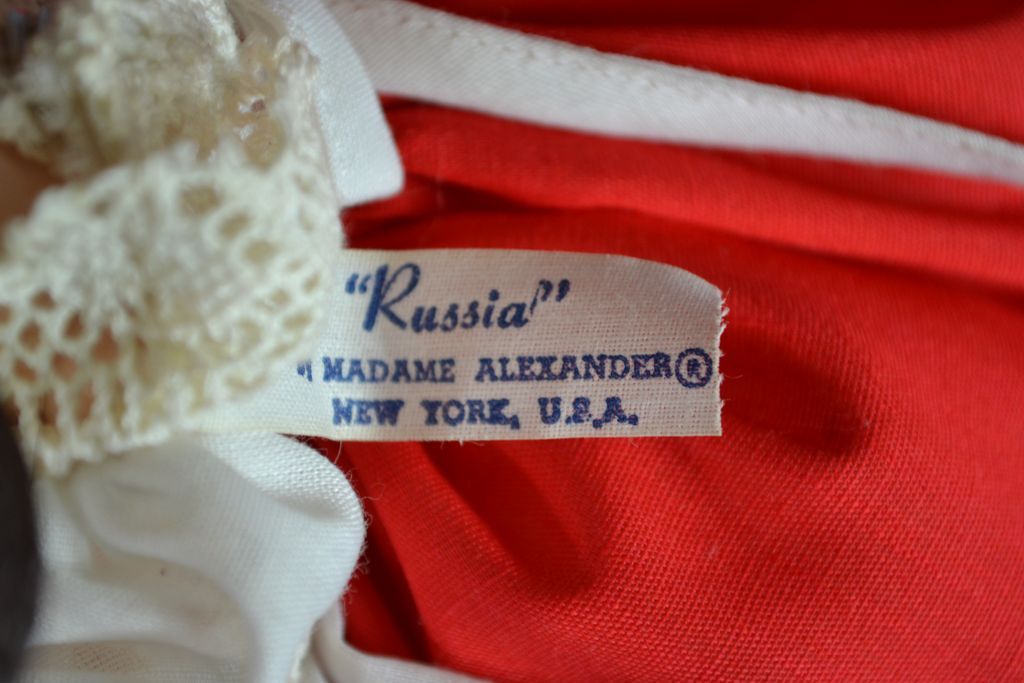 "Russia"
MADAME ALEXANDER®
NEW YORK, U.S.A.